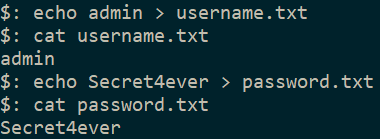 $: echo admin > username.txt
$: cat username.txt
admin
$: echo Secret4ever > password.txt
$: cat password.txt
Secret4ever